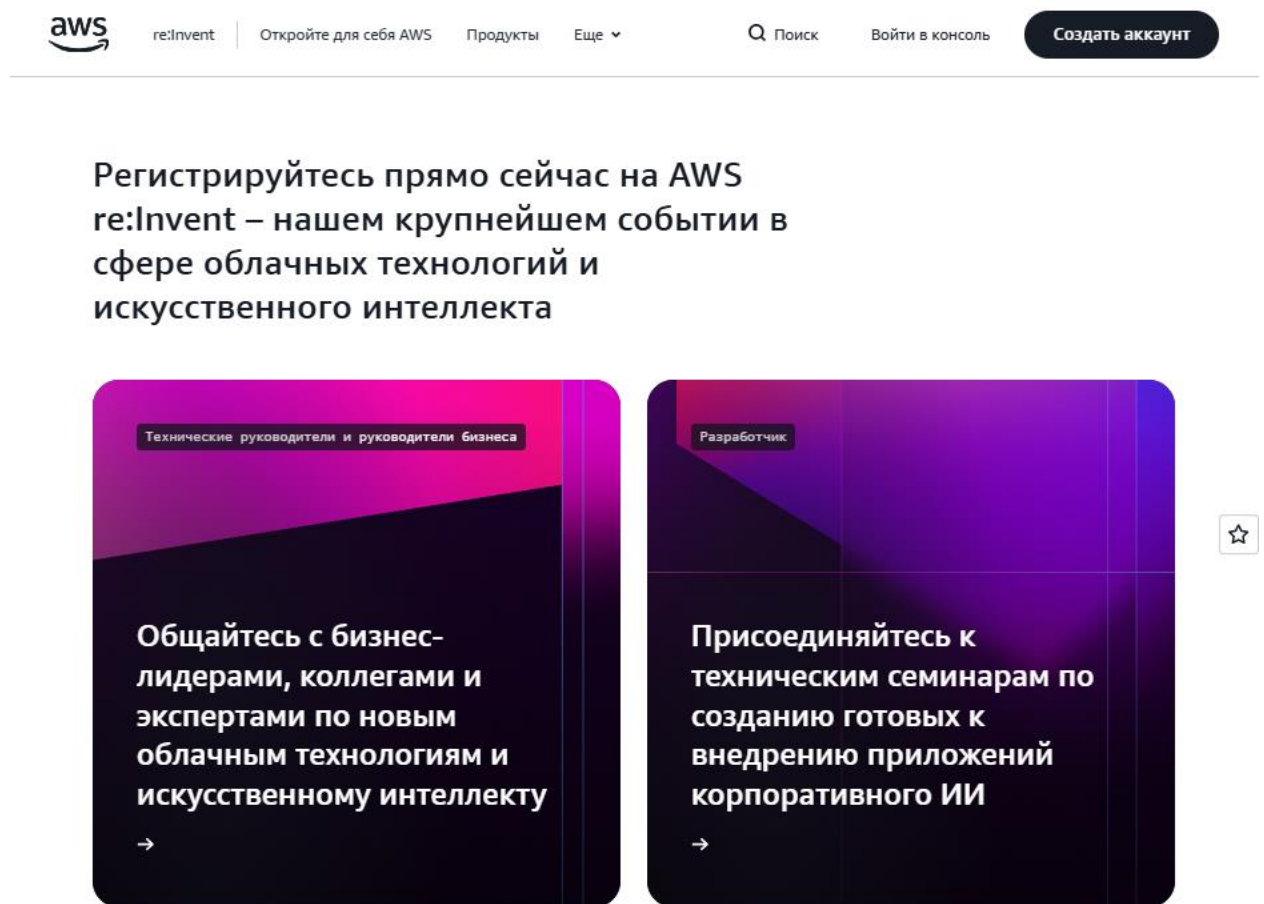 aws
re:Invent
Откройте для себя AWS
Продукты
Еще
Поиск
Войти в консоль
Создать аккаунт
Регистрируйтесь прямо сейчас на AWS
re:Invent – нашем крупнейшем событии в
сфере облачных технологий и
искусственного интеллекта
Технические руководители и руководители бизнеса
Общайтесь с бизнес-
лидерами, коллегами и
экспертами по новым
облачным технологиям и
искусственному интеллекту
Разработчик
Присоединяйтесь к
техническим семинарам по
созданию готовых к
внедрению приложений
корпоративного ИИ